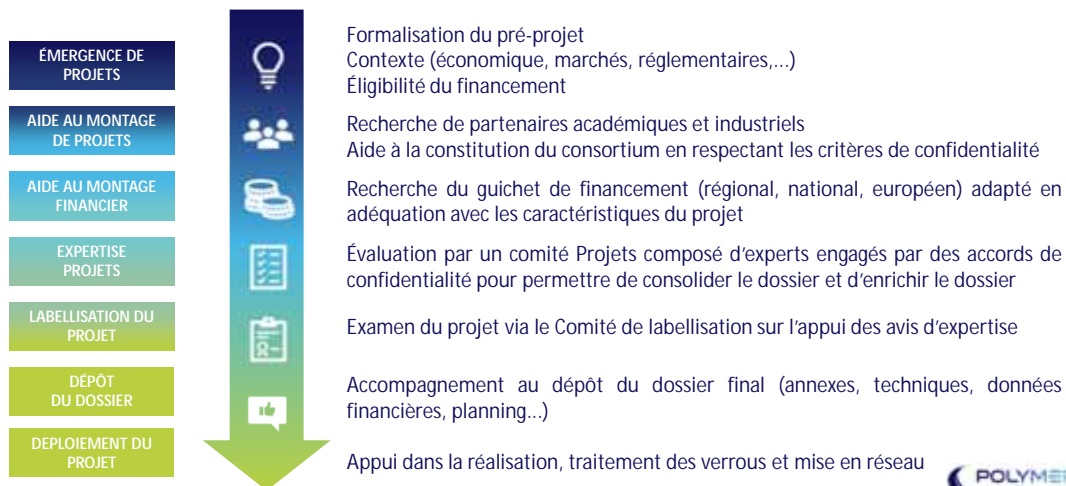 ÉMERGENCE DE
PROJETS
Formalisation du pré-projet
Contexte (économique, marchés, réglementaires,...)
Éligibilité du financement
AIDE AU MONTAGE
DE PROJETS
Recherche de partenaires académiques et industriels
Aide à la constitution du consortium en respectant les critères de confidentialité
AIDE AU MONTAGE
FINANCIER
Recherche du guichet de financement (régional, national, européen) adapté en
adéquation avec les caractéristiques du projet
EXPERTISE
PROJETS
Évaluation par un comité Projets composé d'experts engagés par des accords de
confidentialité pour permettre de consolider le dossier et d'enrichir le dossier
LABELLISATION DU
PROJET
Examen du projet via le Comité de labellisation sur l'appui des avis d'expertise
DÉPÔT
DU DOSSIER
Accompagnement au dépôt du dossier final (annexes, techniques, données
financières, planning...)
DEPLOIEMENT DU
PROJET
Appui dans la réalisation, traitement des verrous et mise en réseau